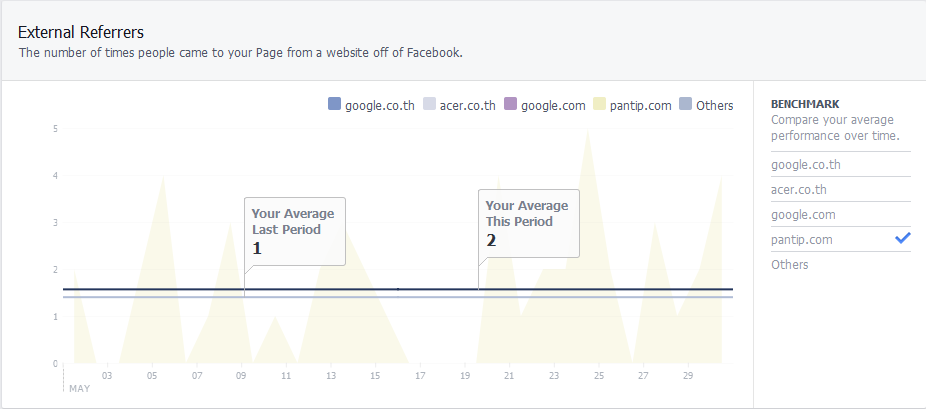 External Referrers
The number of times people came to your Page from a website off of Facebook.
google.co.th acer.co.th google.com pantip.com Others
5
4
3
2
1
0
Your Average
Last Period
1
Your Average
This Period
2
03 05 07 09 11 13 15 17 19 21 23 25 27 29
MAY
BENCHMARK
Compare your average
performance over time.
google.co.th
acer.co.th
google.com
pantip.com
Others